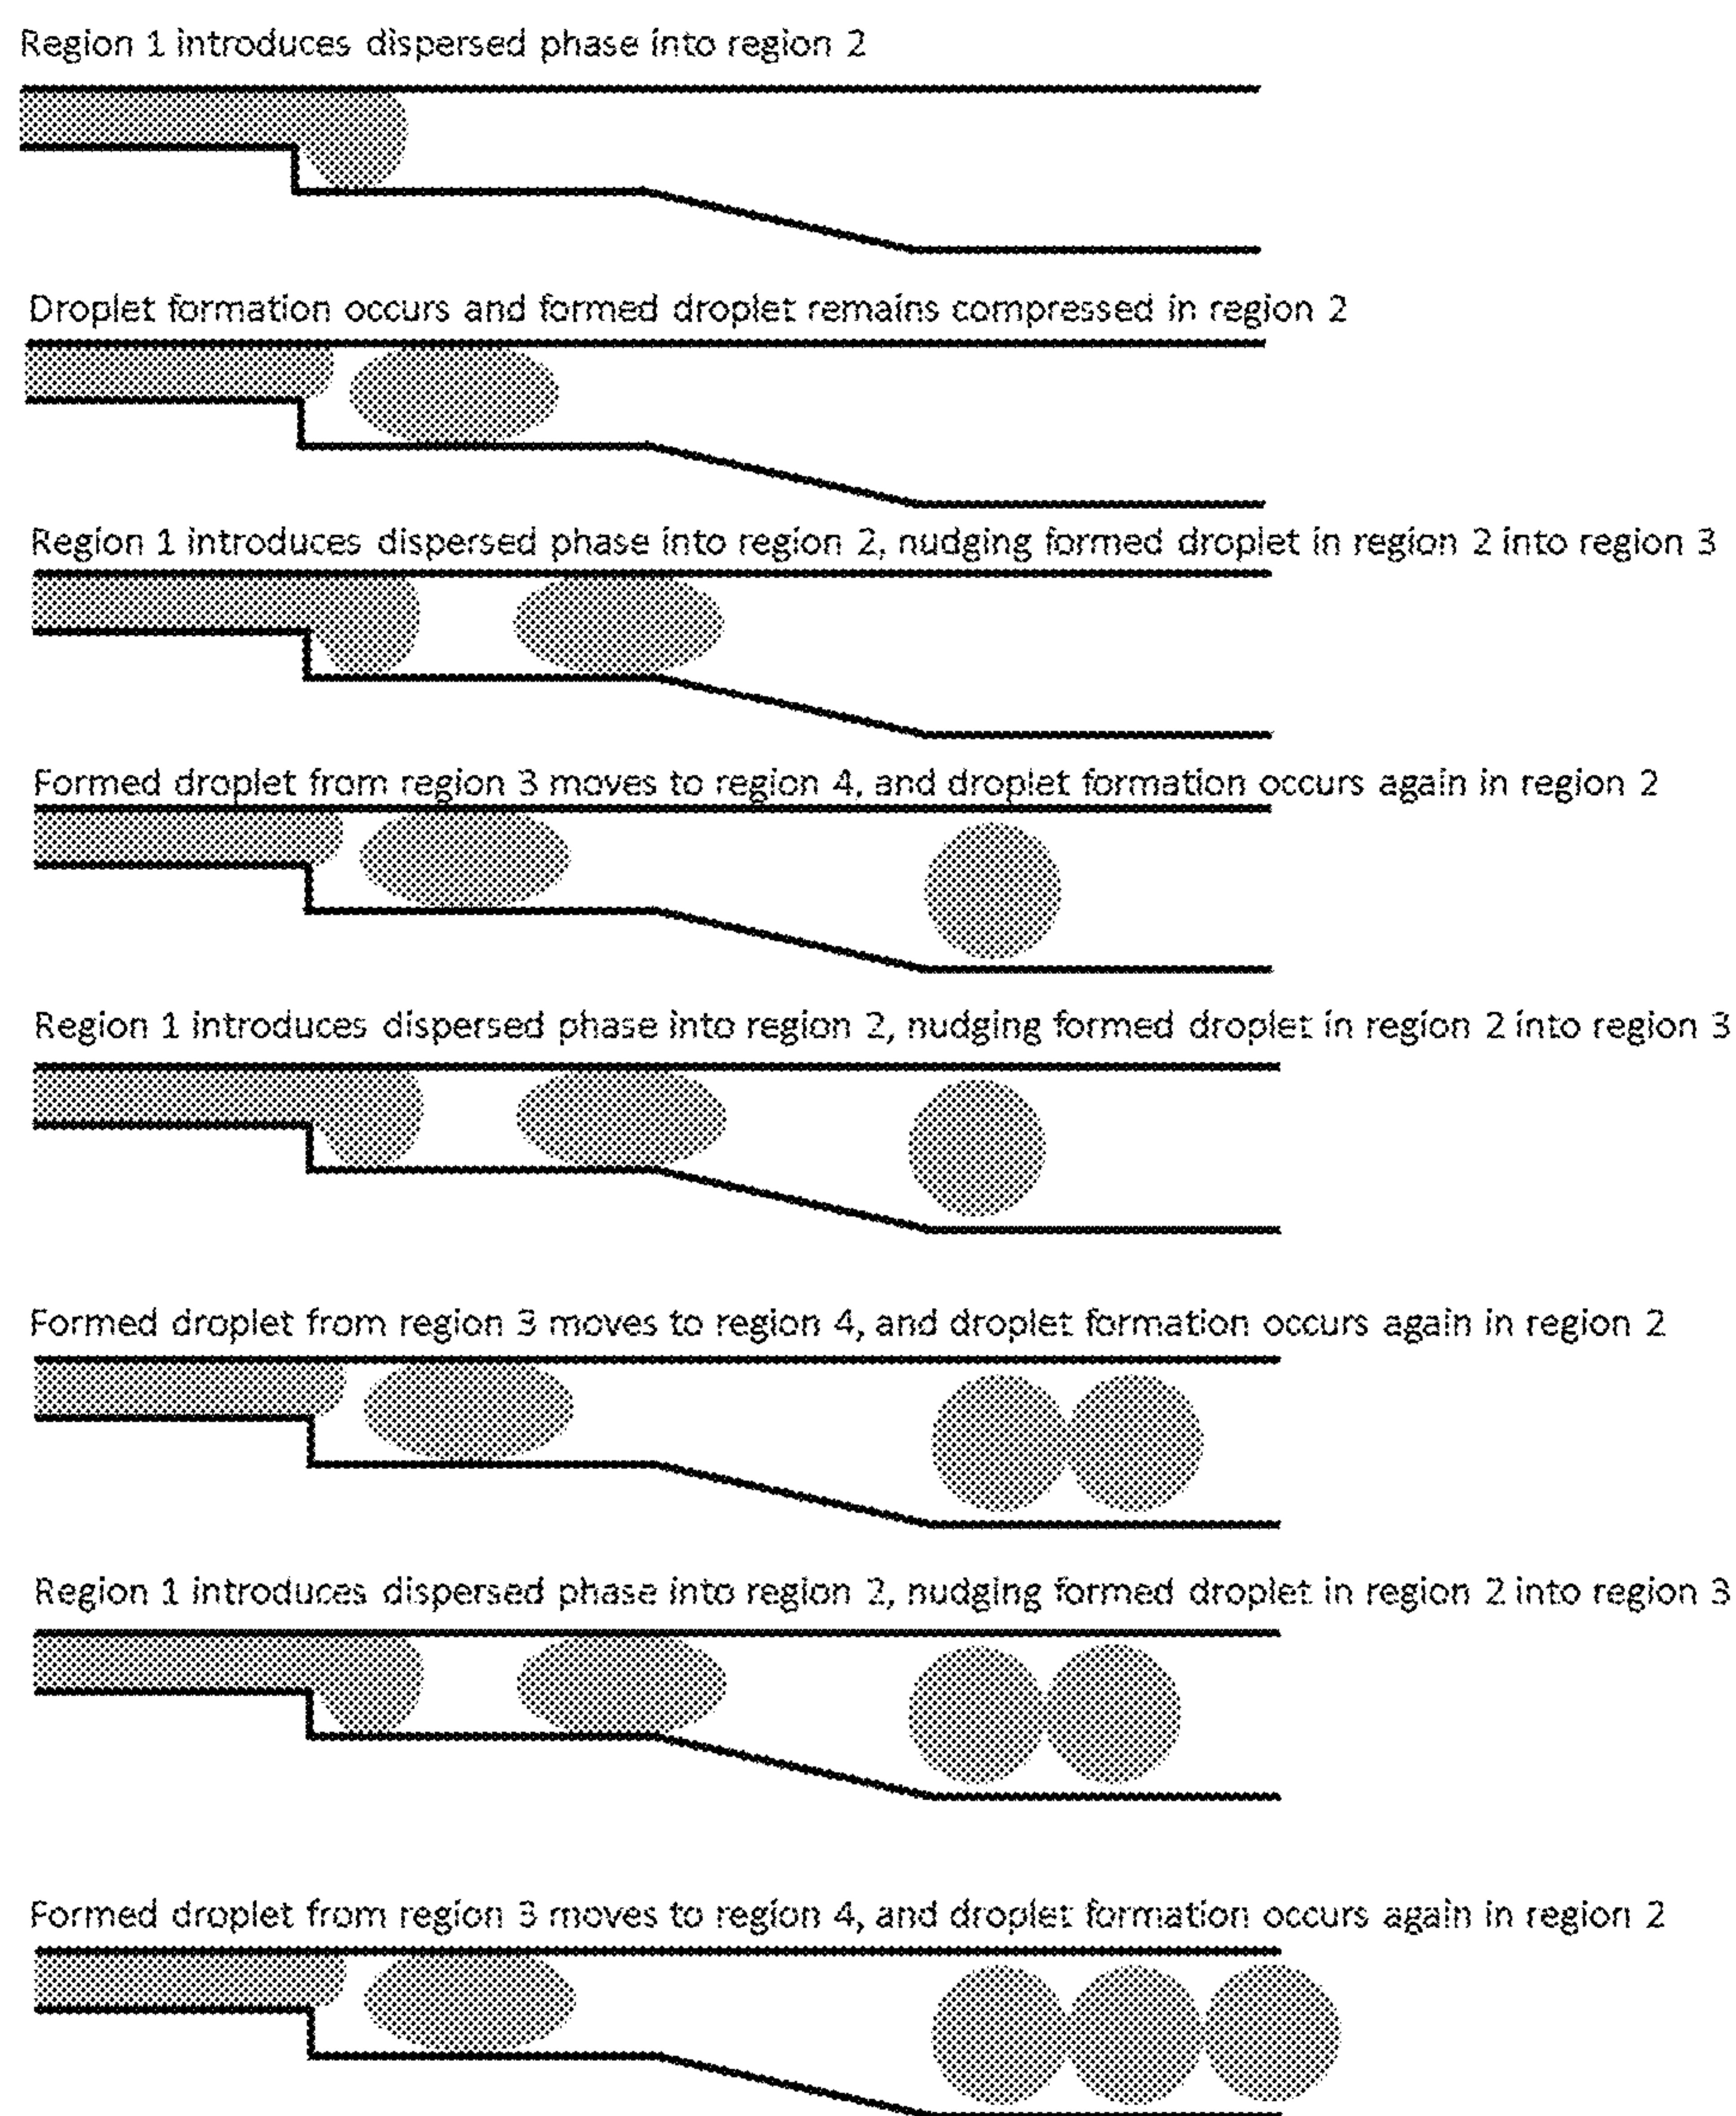 Region 1 introduces dispersed phase into region 2
Droplet formation occurs and formed droplet remains compressed in region 2
Region 1 introduces dispersed phase into region 2, nudging formed droplet in region 2 into region 3
Formed droplet from region 3 moves to region 4, and droplet formation occurs again in region 2
Region 1 introduces dispersed phase into region 2, nudging formed droplet in region 2 into region 3
Formed droplet from region 3 moves to region 4, and droplet formation occurs again in region 2
Region 1 introduces dispersed phase into region 2, nudging formed droplet in region 2 into region 3
Formed droplet from region 3 moves to region 4, and droplet formation occurs again in region 2